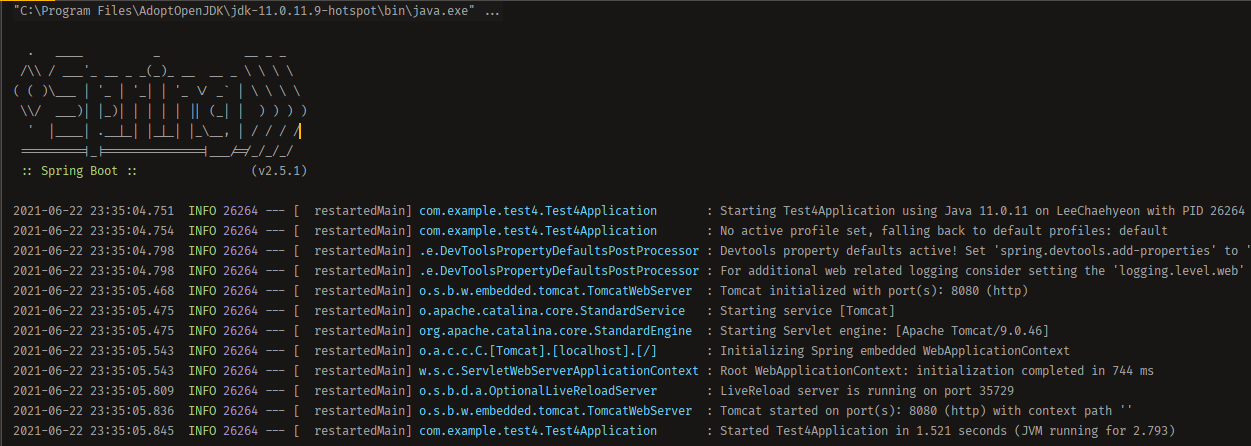 "C:\Program Files\AdoptOpenJDK\jdk-11.0.11.9-hotspot\bin\java.exe" ...
  .   ____          _            __ _ _
 /\\ / ___'_ __ _ _(_)_ __  __ _ \ \ \ \
( ( )\___ | '_ | '_| | '_ \/ _` | \ \ \ \
 \\/  ___)| |_)| | | | | || (_| |  ) ) ) )
  '  |____| .__|_| |_|_| |_\__, | / / / /
 =========|_|==============|___/=/_/_/_/
:: Spring Boot ::                (v2.5.1)
2021-06-22 23:35:04.751  INFO 26264 --- [  restartedMain] com.example.test4.Test4Application       : Starting Test4Application using Java 11.0.11 on LeeChaehyeon with PID 26264
2021-06-22 23:35:04.754  INFO 26264 --- [  restartedMain] com.example.test4.Test4Application       : No active profile set, falling back to default profiles: default
2021-06-22 23:35:04.798  INFO 26264 --- [  restartedMain] .e.DevToolsPropertyDefaultsPostProcessor : Devtools property defaults active! Set 'spring.devtools.add-properties' to '
2021-06-22 23:35:04.798  INFO 26264 --- [  restartedMain] .e.DevToolsPropertyDefaultsPostProcessor : For additional web related logging consider setting the 'logging.level.web'
2021-06-22 23:35:05.468  INFO 26264 --- [  restartedMain] o.s.b.w.embedded.tomcat.TomcatWebServer  : Tomcat initialized with port(s): 8080 (http)
2021-06-22 23:35:05.475  INFO 26264 --- [  restartedMain] o.apache.catalina.core.StandardService   : Starting service [Tomcat]
2021-06-22 23:35:05.475  INFO 26264 --- [  restartedMain] org.apache.catalina.core.StandardEngine  : Starting Servlet engine: [Apache Tomcat/9.0.46]
2021-06-22 23:35:05.543  INFO 26264 --- [  restartedMain] o.a.c.c.C.[Tomcat].[localhost].[/]       : Initializing Spring embedded WebApplicationContext
2021-06-22 23:35:05.543  INFO 26264 --- [  restartedMain] w.s.c.ServletWebServerApplicationContext : Root WebApplicationContext: initialization completed in 744 ms
2021-06-22 23:35:05.809  INFO 26264 --- [  restartedMain] o.s.b.d.a.OptionalLiveReloadServer       : LiveReload server is running on port 35729
2021-06-22 23:35:05.836  INFO 26264 --- [  restartedMain] o.s.b.w.embedded.tomcat.TomcatWebServer  : Tomcat started on port(s): 8080 (http) with context path ''
2021-06-22 23:35:05.845  INFO 26264 --- [  restartedMain] com.example.test4.Test4Application       : Started Test4Application in 1.521 seconds (JVM running for 2.793)